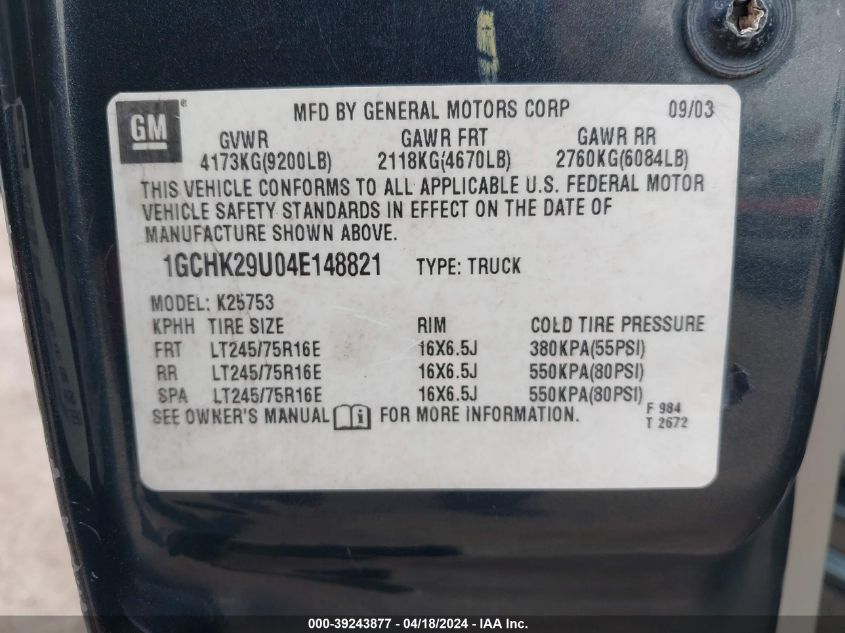 GM ®
MFD BY GENERAL MOTORS CORP 09/03
GVWR GAWR FRT GAWR RR
4173KG(9200LB) 2118KG(4670LB) 2760KG(6084LB)
THIS VEHICLE CONFORMS TO ALL APPLICABLE U.S. FEDERAL MOTOR
VEHICLE SAFETY STANDARDS IN EFFECT ON THE DATE OF
MANUFACTURE SHOWN ABOVE.
1GCHK29U04E148821 TYPE: TRUCK
MODEL: K25753
KPHH TIRE SIZE RIM COLD TIRE PRESSURE
FRT LT245/75R16E 16X6.5J 380KPA(55PSI)
RR LT245/75R16E 16X6.5J 550KPA(80PSI)
SPA LT245/75R16E 16X6.5J 550KPA(80PSI)
SEE OWNER'S MANUAL i FOR MORE INFORMATION.
F 984
T 2672
000-39243877 - 04/18/2024 - IAA Inc.